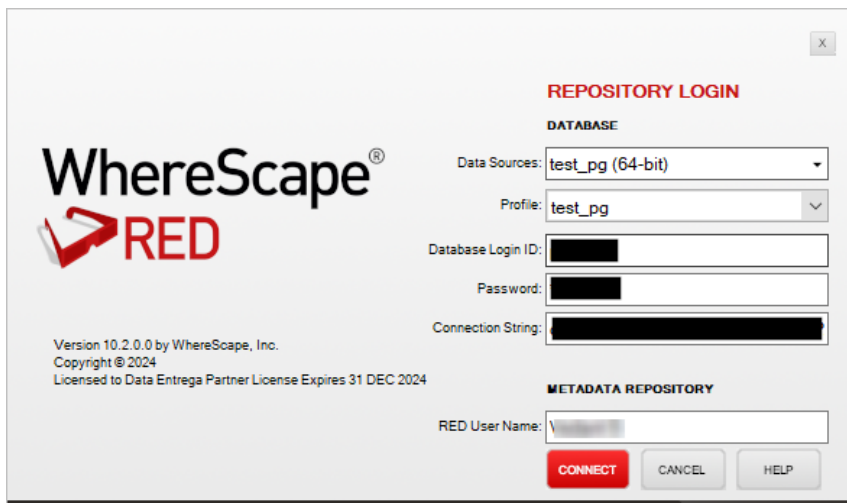 X
REPOSITORY LOGIN
DATABASE
WhereScape®
RED
Data Sources: test_pg (64-bit)
Profile: test_pg
Database Login ID:
Password:
Connection String:
Version 10.2.0.0 by WhereScape, Inc.
Copyright © 2024
Licensed to Data Entrega Partner License Expires 31 DEC 2024
METADATA REPOSITORY
RED User Name:
CONNECT CANCEL HELP